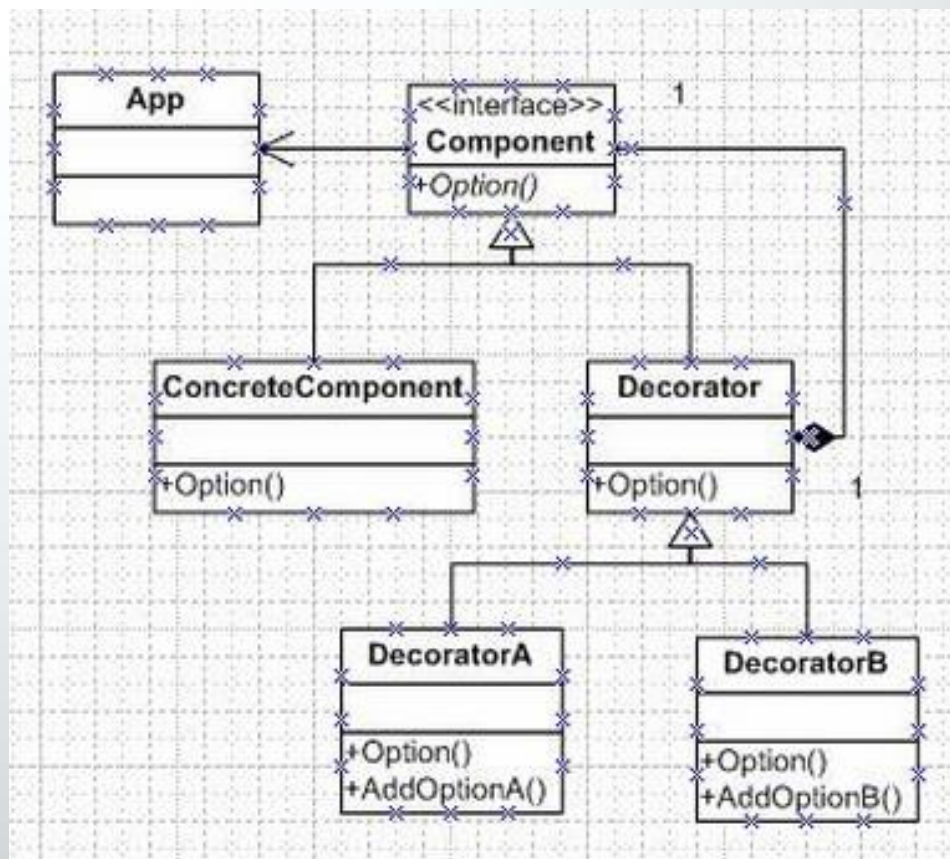 App
<<interface>>
Component
+Option()
1
ConcreteComponent
+Option()
Decorator
+Option()
1
DecoratorA
+Option()
+AddOptionA()
DecoratorB
+Option()
+AddOptionB()